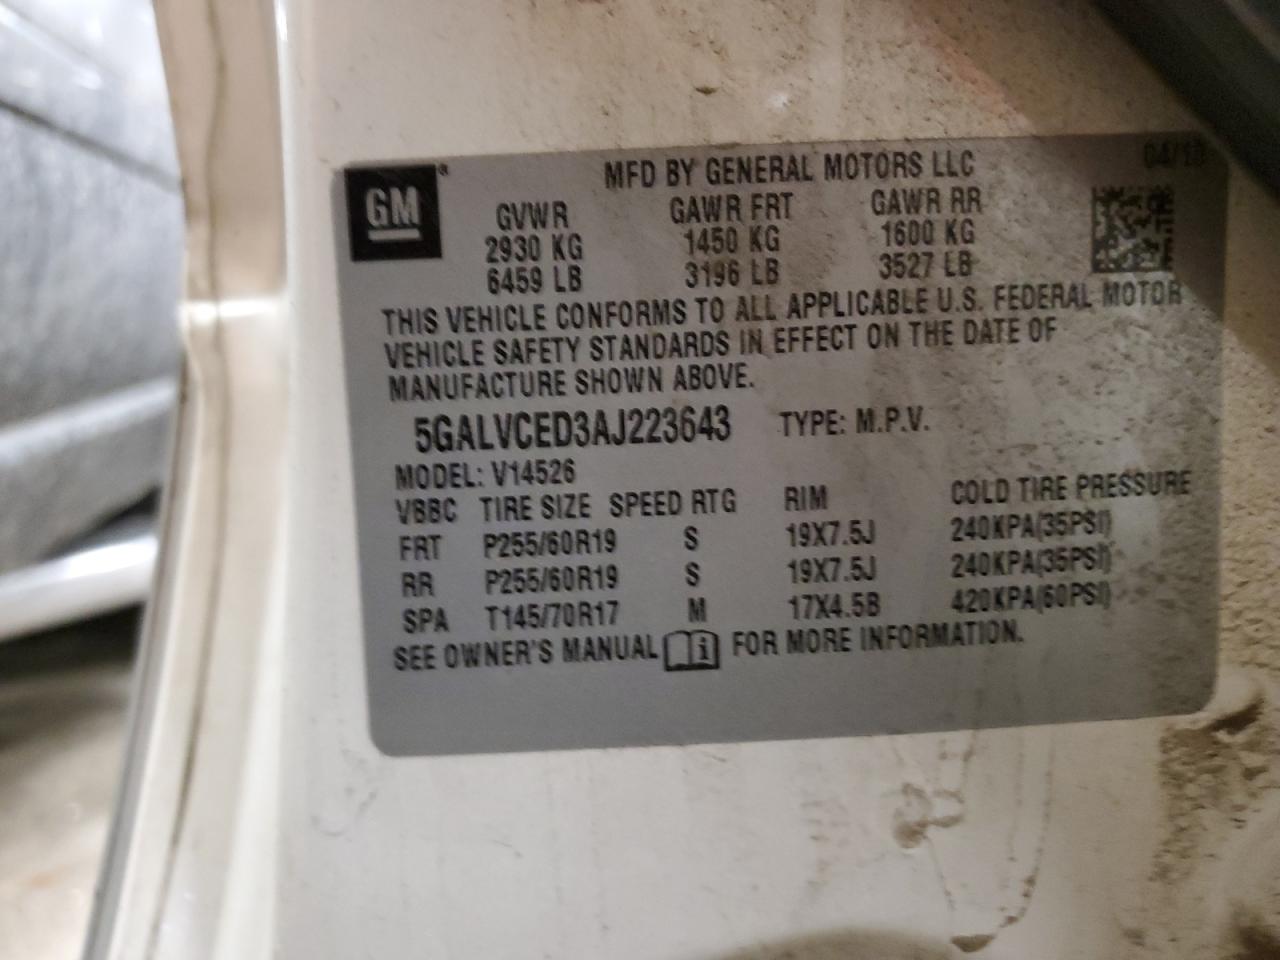 GM® MFD BY GENERAL MOTORS LLC
GVWR GAWR FRT GAWR RR
2930 KG 1450 KG 1600 KG
6459 LB 3196 LB 3527 LB
THIS VEHICLE CONFORMS TO ALL APPLICABLE U.S. FEDERAL MOTOR
VEHICLE SAFETY STANDARDS IN EFFECT ON THE DATE OF
MANUFACTURE SHOWN ABOVE.
5GALVCED3AJ223643 TYPE: M.P.V.
MODEL: V14526
VBBC TIRE SIZE SPEED RTG RIM COLD TIRE PRESSURE
FRT P255/60R19 S 19X7.5J 240KPA(35PSI)
RR P255/60R19 S 19X7.5J 240KPA(35PSI)
SPA T145/70R17 M 17X4.5B 420KPA(60PSI)
SEE OWNER'S MANUAL i FOR MORE INFORMATION.